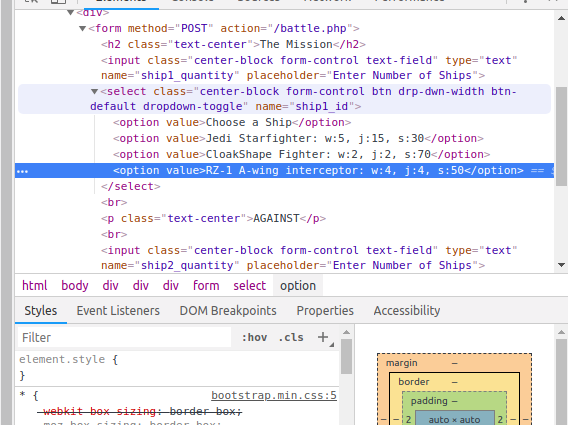 <div>
<form method="POST" action="/battle.php">
<h2 class="text-center">The Mission</h2>
<input class="center-block form-control text-field" type="text"
name="ship1_quantity" placeholder="Enter Number of Ships">
<select class="center-block form-control btn drp-dwn-width btn-
default dropdown-toggle" name="ship1_id">
<option value>Choose a Ship</option>
<option value>Jedi Starfighter: w:5, j:15, s:30</option>
<option value>CloakShape Fighter: w:2, j:2, s:70</option>
<option value>RZ-1 A-wing interceptor: w:4, j:4, s:50</option> ==
</select>
<br>
<p class="text-center">AGAINST</p>
<br>
<input class="center-block form-control text-field" type="text"
name="ship2_quantity" placeholder="Enter Number of Ships">
html body div div div form select option
Styles Event Listeners DOM Breakpoints Properties Accessibility
Filter :hov .cls +
element.style {
}
* { bootstrap.min.css:5
-webkit-box-sizing: border-box;
-moz-box-sizing: border-box;
margin –
border –
padding –
– – 2 auto × auto 2 – –